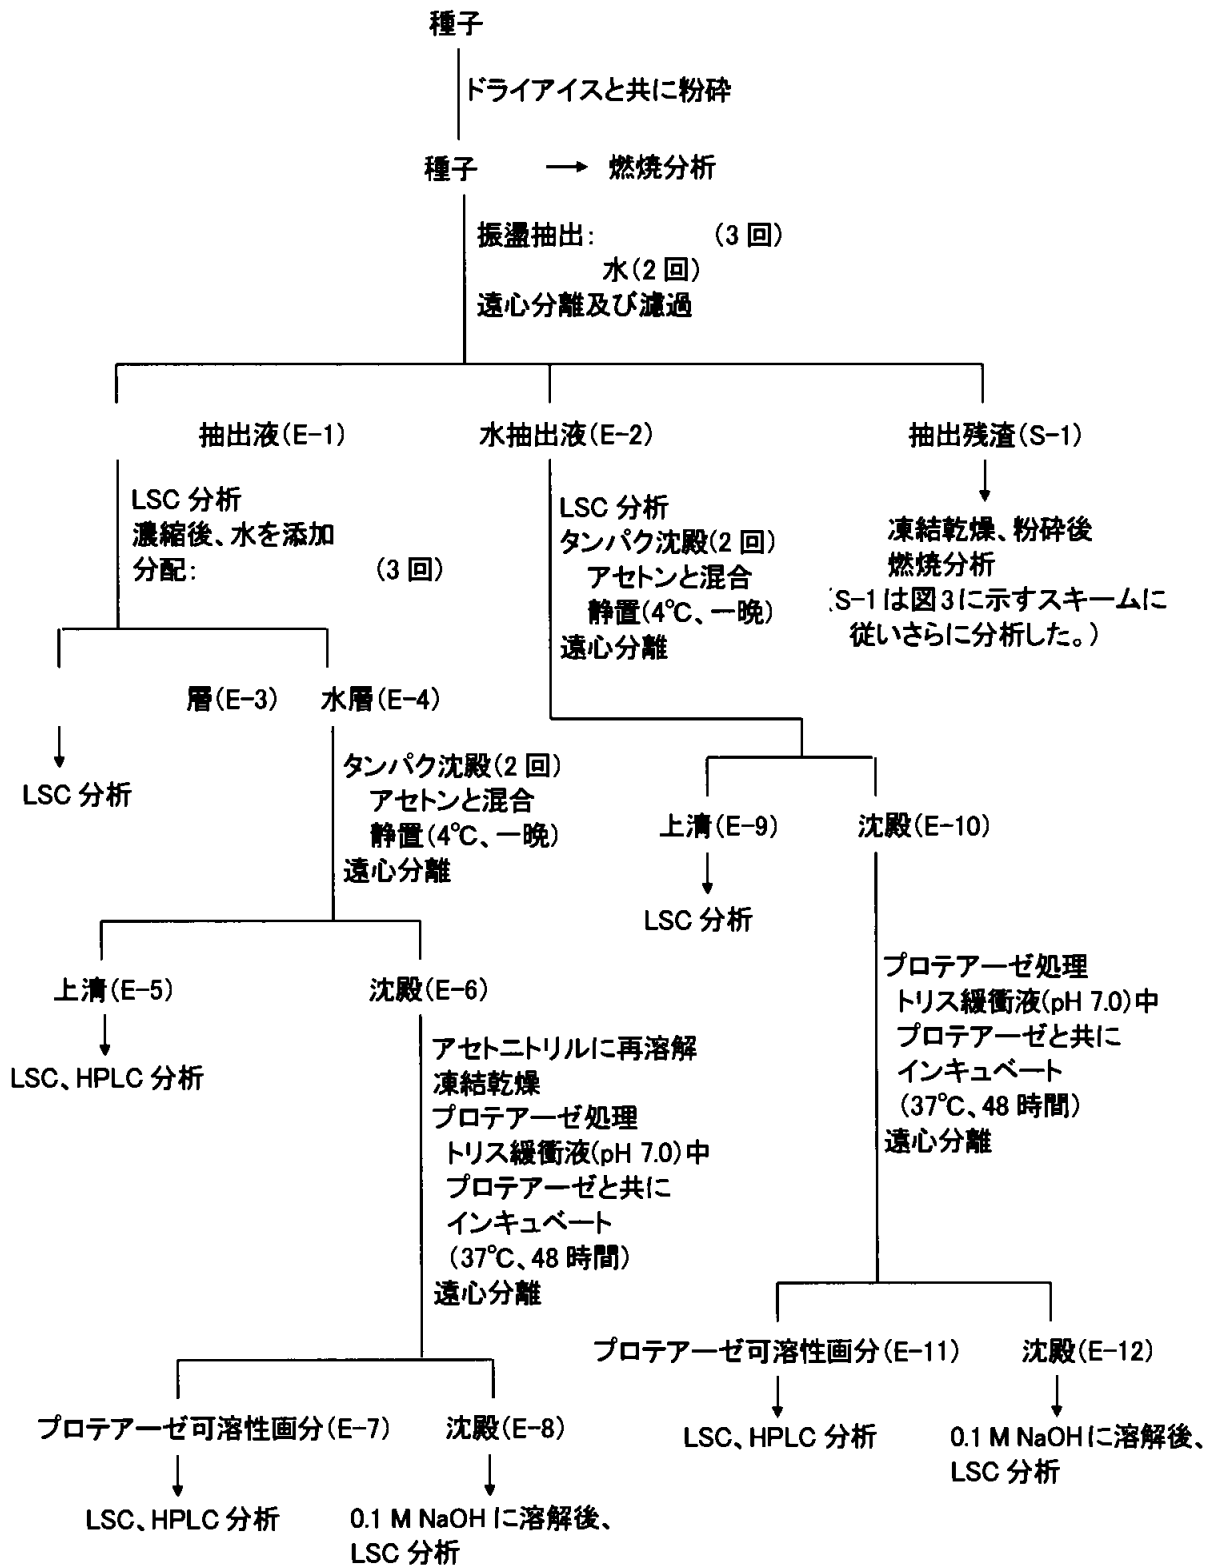 種子
ドライアイスと共に粉砕
種子 → 燃焼分析
振盪抽出: (3 回)
水(2 回)
遠心分離及び濾過
抽出液(E-1)
水抽出液(E-2)
抽出残渣(S-1)
LSC 分析
濃縮後、水を添加
分配: (3 回)
LSC 分析
タンパク沈殿(2 回)
アセトンと混合
静置(4℃、一晩)
遠心分離
凍結乾燥、粉砕後
燃焼分析
(S-1は図3に示すスキームに
従いさらに分析した。)
層(E-3)
水層(E-4)
LSC 分析
タンパク沈殿(2 回)
アセトンと混合
静置(4℃、一晩)
遠心分離
上清(E-9)
沈殿(E-10)
LSC 分析
上清(E-5)
沈殿(E-6)
LSC、HPLC 分析
アセトニトリルに再溶解
凍結乾燥
プロテアーゼ処理
トリス緩衝液(pH 7.0)中
プロテアーゼと共に
インキュベート
(37℃、48 時間)
遠心分離
プロテアーゼ処理
トリス緩衝液(pH 7.0)中
プロテアーゼと共に
インキュベート
(37℃、48 時間)
遠心分離
プロテアーゼ可溶性画分(E-11)
沈殿(E-12)
LSC、HPLC 分析
0.1 M NaOHに溶解後、
LSC 分析
プロテアーゼ可溶性画分(E-7)
沈殿(E-8)
LSC、HPLC 分析
0.1 M NaOHに溶解後、
LSC 分析